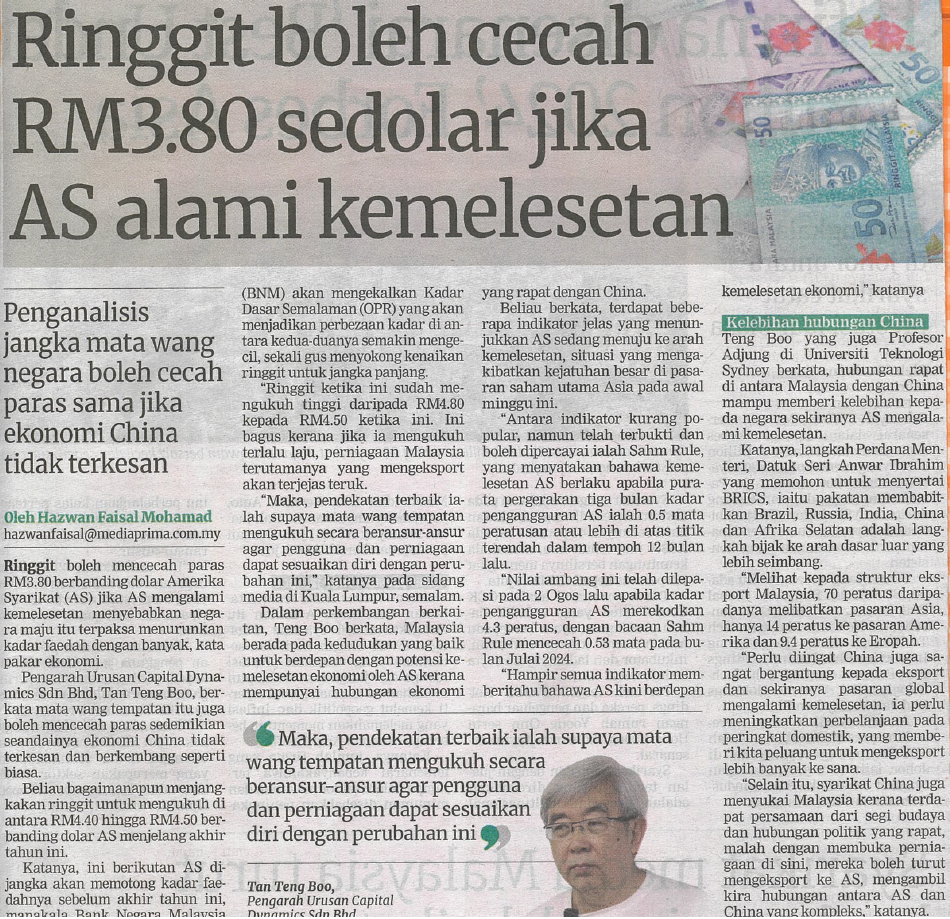 Ringgit boleh cecah
RM3.80 sedolar jika
AS alami kemelesetan
Penganalisis
jangka mata wang
negara boleh cecah
paras sama jika
ekonomi China
tidak terkesan
Oleh Hazwan Faisal Mohamad
hazwanfaisal@mediaprima.com.my
Ringgit boleh mencecah paras
RM3.80 berbanding dolar Amerika
Syarikat (AS) jika AS mengalami
kemelesetan menyebabkan nega-
ra maju itu terpaksa menurunkan
kadar faedah dengan banyak, kata
pakar ekonomi.
Pengarah Urusan Capital Dyna-
mics Sdn Bhd, Tan Teng Boo, ber-
kata mata wang tempatan itu juga
boleh mencecah paras sedemikian
seandainya ekonomi China tidak
terkesan dan berkembang seperti
biasa.
Beliau bagaimanapun menjang-
kakan ringgit untuk mengukuh di
antara RM4.40 hingga RM4.50 ber-
banding dolar AS menjelang akhir
tahun ini.
Katanya, ini berikutan AS di-
jangka akan memotong kadar fae-
dahnya sebelum akhir tahun ini,
manakala Bank Negara Malaysia
(BNM) akan mengekalkan Kadar
Dasar Semalaman (OPR) yang akan
menjadikan perbezaan kadar di an-
tara kedua-duanya semakin menge-
cil, sekali gus menyokong kenaikan
ringgit untuk jangka panjang.
“Ringgit ketika ini sudah me-
ngukuh tinggi daripada RM4.80
kepada RM4.50 ketika ini. Ini
bagus kerana jika ia mengukuh
terlalu laju, perniagaan Malaysia
terutamanya yang mengeksport
akan terjejas teruk.
“Maka, pendekatan terbaik ia-
lah supaya mata wang tempatan
mengukuh secara beransur-ansur
agar pengguna dan perniagaan
dapat sesuaikan diri dengan peru-
bahan ini,” katanya pada sidang
media di Kuala Lumpur, semalam.
Dalam perkembangan berkai-
tan, Teng Boo berkata, Malaysia
berada pada kedudukan yang baik
untuk berdepan dengan potensi ke-
melesetan ekonomi oleh AS kerana
mempunyai hubungan ekonomi
yang rapat dengan China.
Beliau berkata, terdapat bebe-
rapa indikator jelas yang menun-
jukkan AS sedang menuju ke arah
kemelesetan, situasi yang menga-
kibatkan kejatuhan besar di pasa-
ran saham utama Asia pada awal
minggu ini.
“Antara indikator kurang po-
pular, namun telah terbukti dan
boleh dipercayai ialah Sahm Rule,
yang menyatakan bahawa keme-
lesetan AS berlaku apabila pura-
ta pergerakan tiga bulan kadar
pengangguran AS ialah 0.5 mata
peratusan atau lebih di atas titik
terendah dalam tempoh 12 bulan
lalu.
“Nilai ambang ini telah dilepa-
si pada 2 Ogos lalu apabila kadar
pengangguran AS merekodkan
4.3 peratus, dengan bacaan Sahm
Rule mencecah 0.53 mata pada bu-
lan Julai 2024.
“Hampir semua indikator mem-
beritahu bahawa AS kini berdepan
kemelesetan ekonomi,” katanya
Kelebihan hubungan China
Teng Boo yang juga Profesor
Adjung di Universiti Teknologi
Sydney berkata, hubungan rapat
di antara Malaysia dengan China
mampu memberi kelebihan kepa-
da negara sekiranya AS mengala-
mi kemelesetan.
Katanya, langkah Perdana Men-
teri, Datuk Seri Anwar Ibrahim
yang memohon untuk menyertai
BRICS, iaitu pakatan membabit-
kan Brazil, Russia, India, China
dan Afrika Selatan adalah lang-
kah bijak ke arah dasar luar yang
lebih seimbang.
“Melihat kepada struktur eks-
port Malaysia, 70 peratus daripa-
danya melibatkan pasaran Asia,
hanya 14 peratus ke pasaran Ame-
rika dan 9.4 peratus ke Eropah.
“Perlu diingat China juga sa-
ngat bergantung kepada eksport
dan sekiranya pasaran global
mengalami kemelesetan, ia perlu
meningkatkan perbelanjaan pada
peringkat domestik, yang membe-
ri kita peluang untuk mengeksport
lebih banyak ke sana.
“Selain itu, syarikat China juga
menyukai Malaysia kerana terda-
pat persamaan dari segi budaya
dan hubungan politik yang rapat,
malah dengan membuka pernia-
gaan di sini, mereka boleh turut
mengeksport ke AS, mengambil
kira hubungan antara AS dan
China yang kompleks,” katanya.
“Maka, pendekatan terbaik ialah supaya mata
wang tempatan mengukuh secara
beransur-ansur agar pengguna
dan perniagaan dapat sesuaikan
diri dengan perubahan ini”
Tan Teng Boo,
Pengarah Urusan Capital
Dynamics Sdn Bhd
50
50
50
RINGGIT MALAYSIA